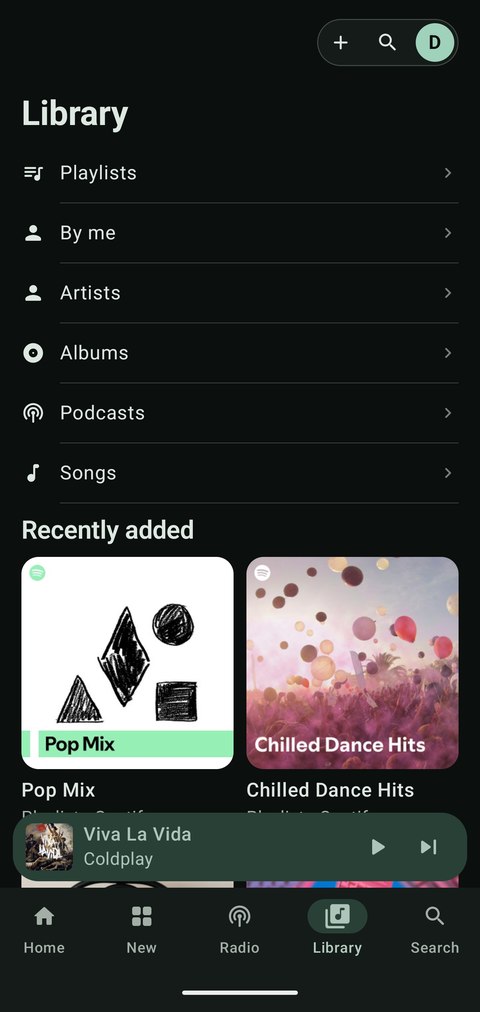 D
Library
Playlists
By me
Artists
Albums
Podcasts
Songs
Recently added
Pop Mix
Chilled Dance Hits
Pop Mix
Chilled Dance Hits
Viva La Vida
Coldplay
Home
New
Radio
Library
Search